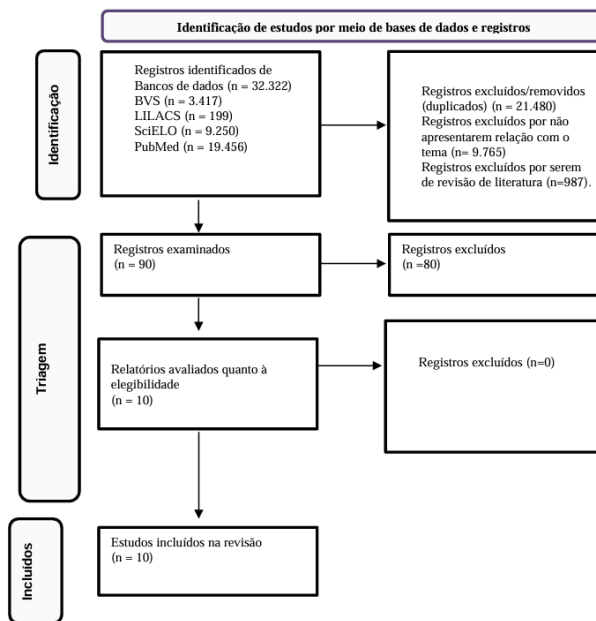 Identificação de estudos por meio de bases de dados e registros
Identificação
Registros identificados de
Bancos de dados (n = 32.322)
BVS (n = 3.417)
LILACS (n = 199)
SciELO (n = 9.250)
PubMed (n = 19.456)
Registros excluídos/removidos
(duplicados) (n = 21.480)
Registros excluídos por não
apresentarem relação com o
tema (n= 9.765)
Registros excluídos por serem
de revisão de literatura (n=987).
Triagem
Registros examinados
(n = 90)
Registros excluídos
(n =80)
Relatórios avaliados quanto à
elegibilidade
(n = 10)
Registros excluídos (n=0)
Incluídos
Estudos incluídos na revisão
(n = 10)